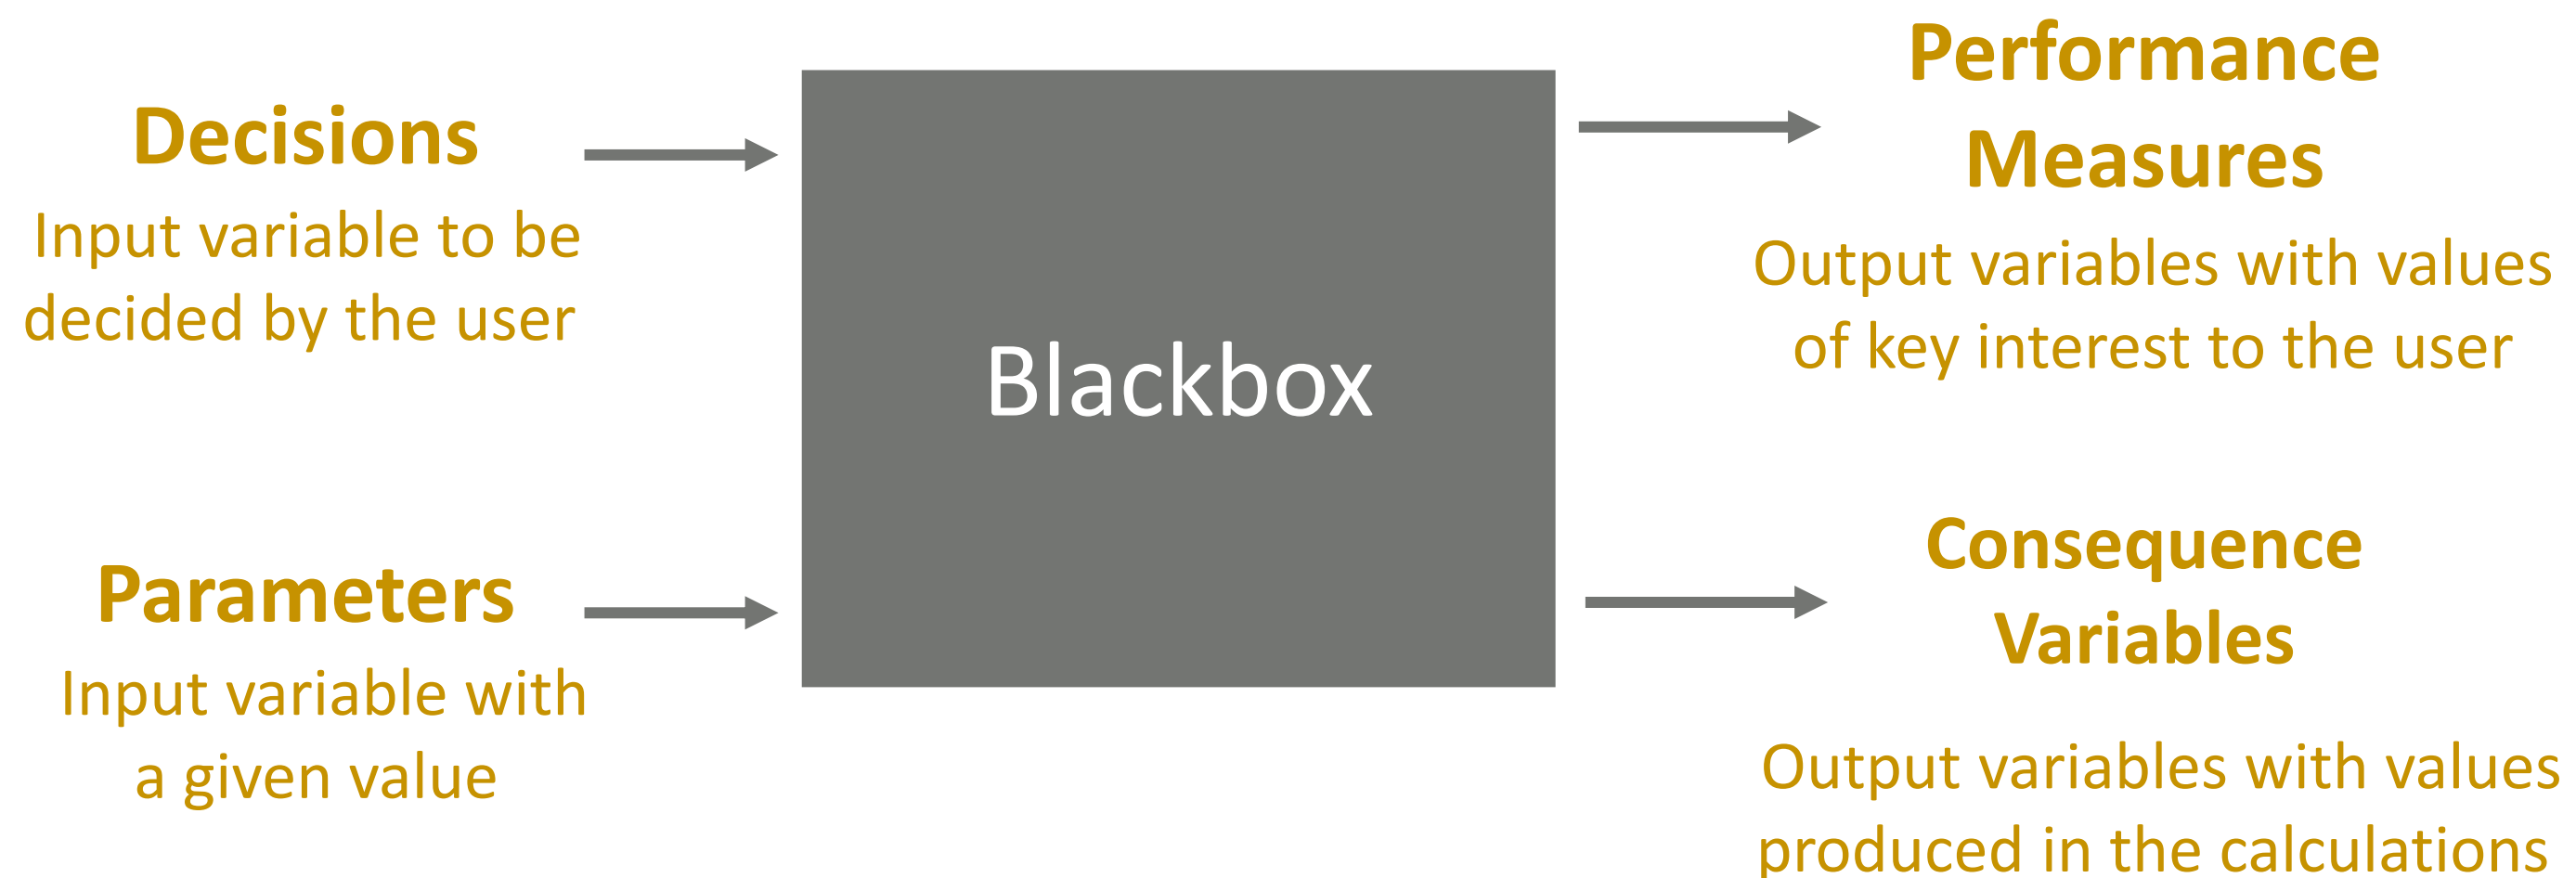 Decisions
Input variable to be
decided by the user
Parameters
Input variable with
a given value
Blackbox
Performance
Measures
Output variables with values
of key interest to the user
Consequence
Variables
Output variables with values
produced in the calculations